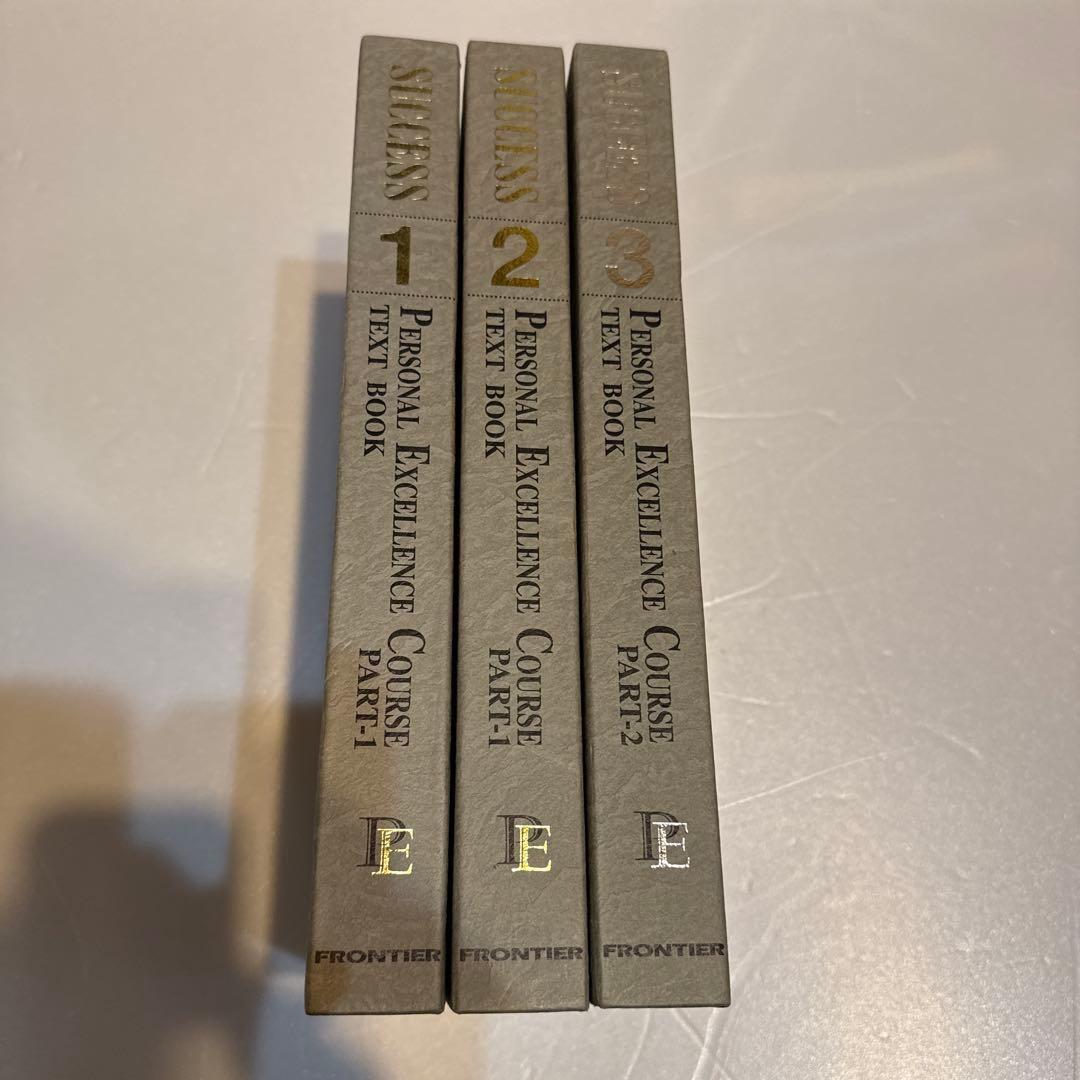 SUCCESS
1
PERSONAL EXCELLENCE COURSE
TEXT BOOK PART-1
PE
FRONTIER
SUCCESS
2
PERSONAL EXCELLENCE COURSE
TEXT BOOK PART-1
PE
FRONTIER
SUCCESS
3
PERSONAL EXCELLENCE COURSE
TEXT BOOK PART-2
PE
FRONTIER